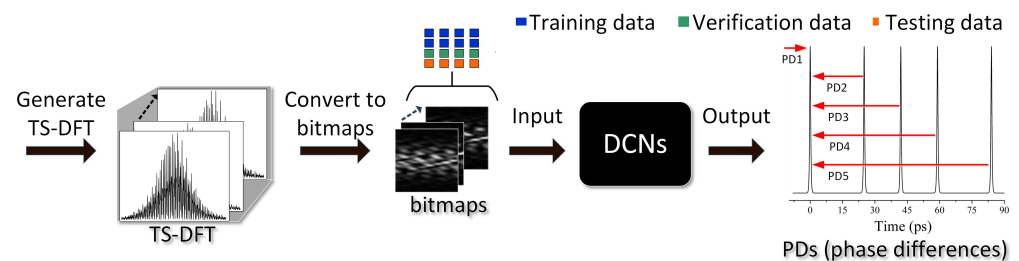 Training data
Verification data
Testing data
Generate
TS-DFT
TS-DFT
Convert to
bitmaps
bitmaps
Input
DCNs
Output
PD1
PD2
PD3
PD4
PD5
0 15 30 45 60 75 90
Time (ps)
PDs (phase differences)